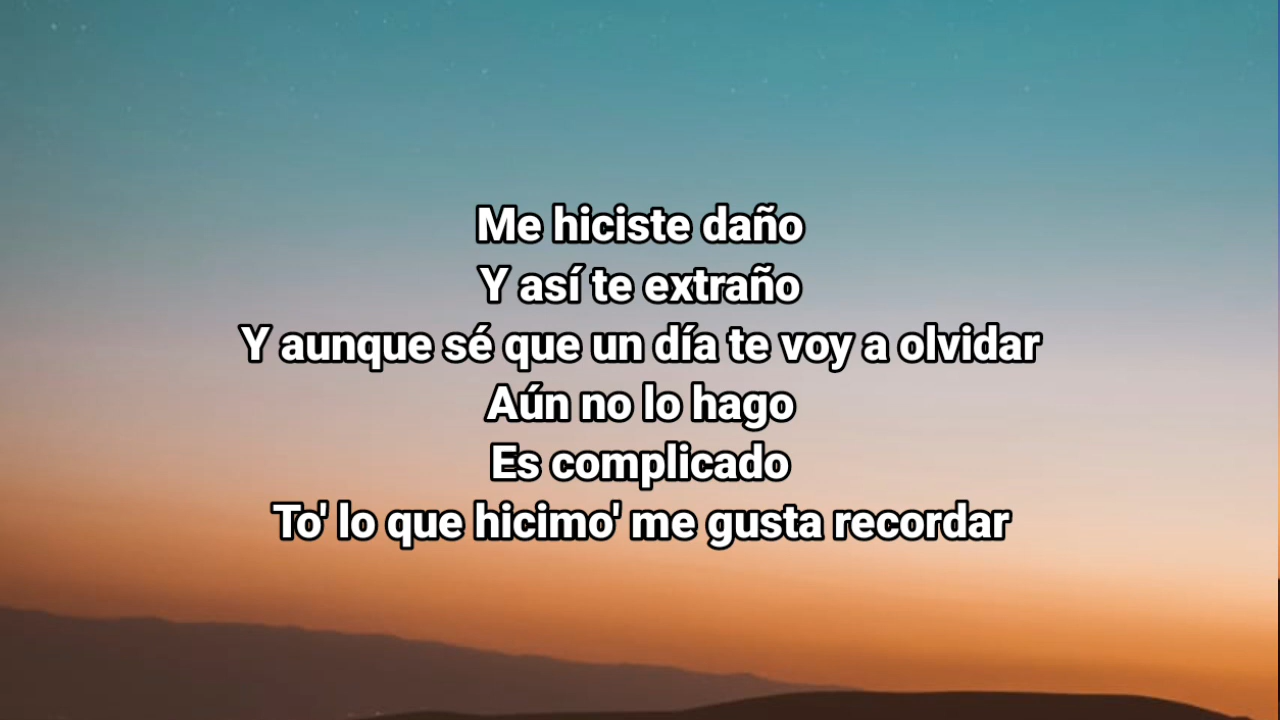 Me hiciste daño
Y así te extraño
Y aunque sé que un día te voy a olvidar
Aún no lo hago
Es complicado
To' lo que hicimo' me gusta recordar